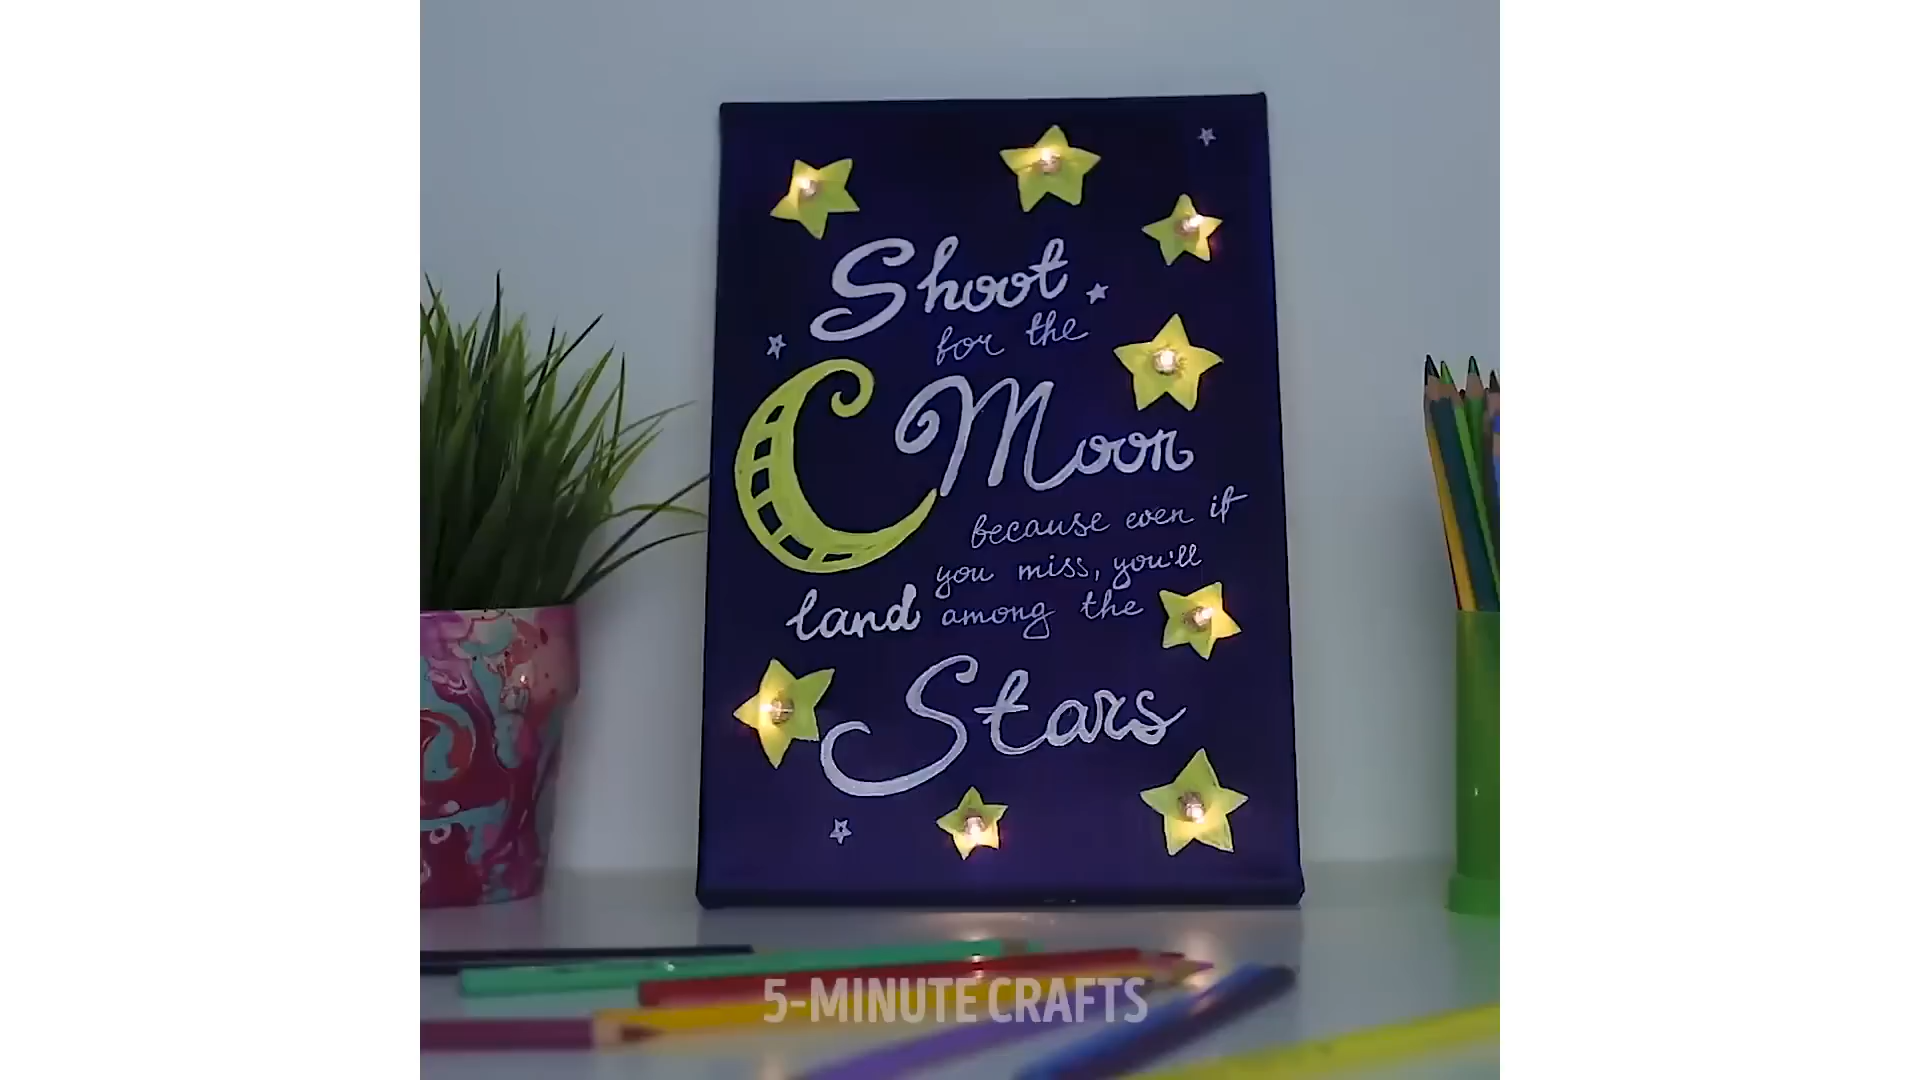 Shoot
for the
Moon
because even if
you miss, you'll
land among the
Stars
5-MINUTE CRAFTS